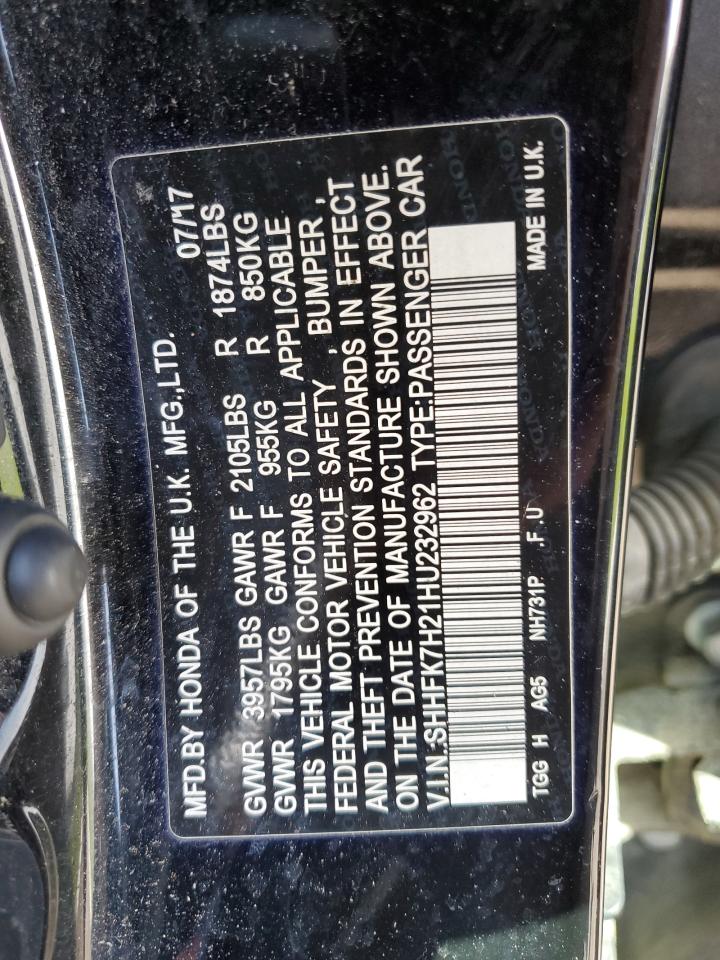 MFD.BY HONDA OF THE U.K. MFG.,LTD. 07/17
GVWR 3957LBS GAWR F 2105LBS R 1874LBS
GVWR 1795KG GAWR F 955KG R 850KG
THIS VEHICLE CONFORMS TO ALL APPLICABLE
FEDERAL MOTOR VEHICLE SAFETY , BUMPER ,
AND THEFT PREVENTION STANDARDS IN EFFECT
ON THE DATE OF MANUFACTURE SHOWN ABOVE.
V.I.N:SHHFK7H21HU232962 TYPE:PASSENGER CAR
TGG H AG5 NH731P F.U MADE IN U.K.